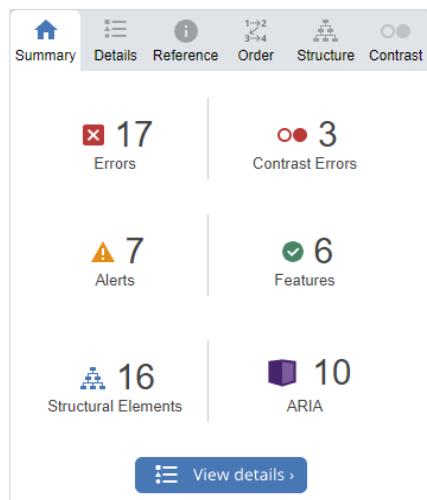 Summary Details Reference Order Structure Contrast
17 3
Errors Contrast Errors
7 6
Alerts Features
16 10
Structural Elements ARIA
View details ›